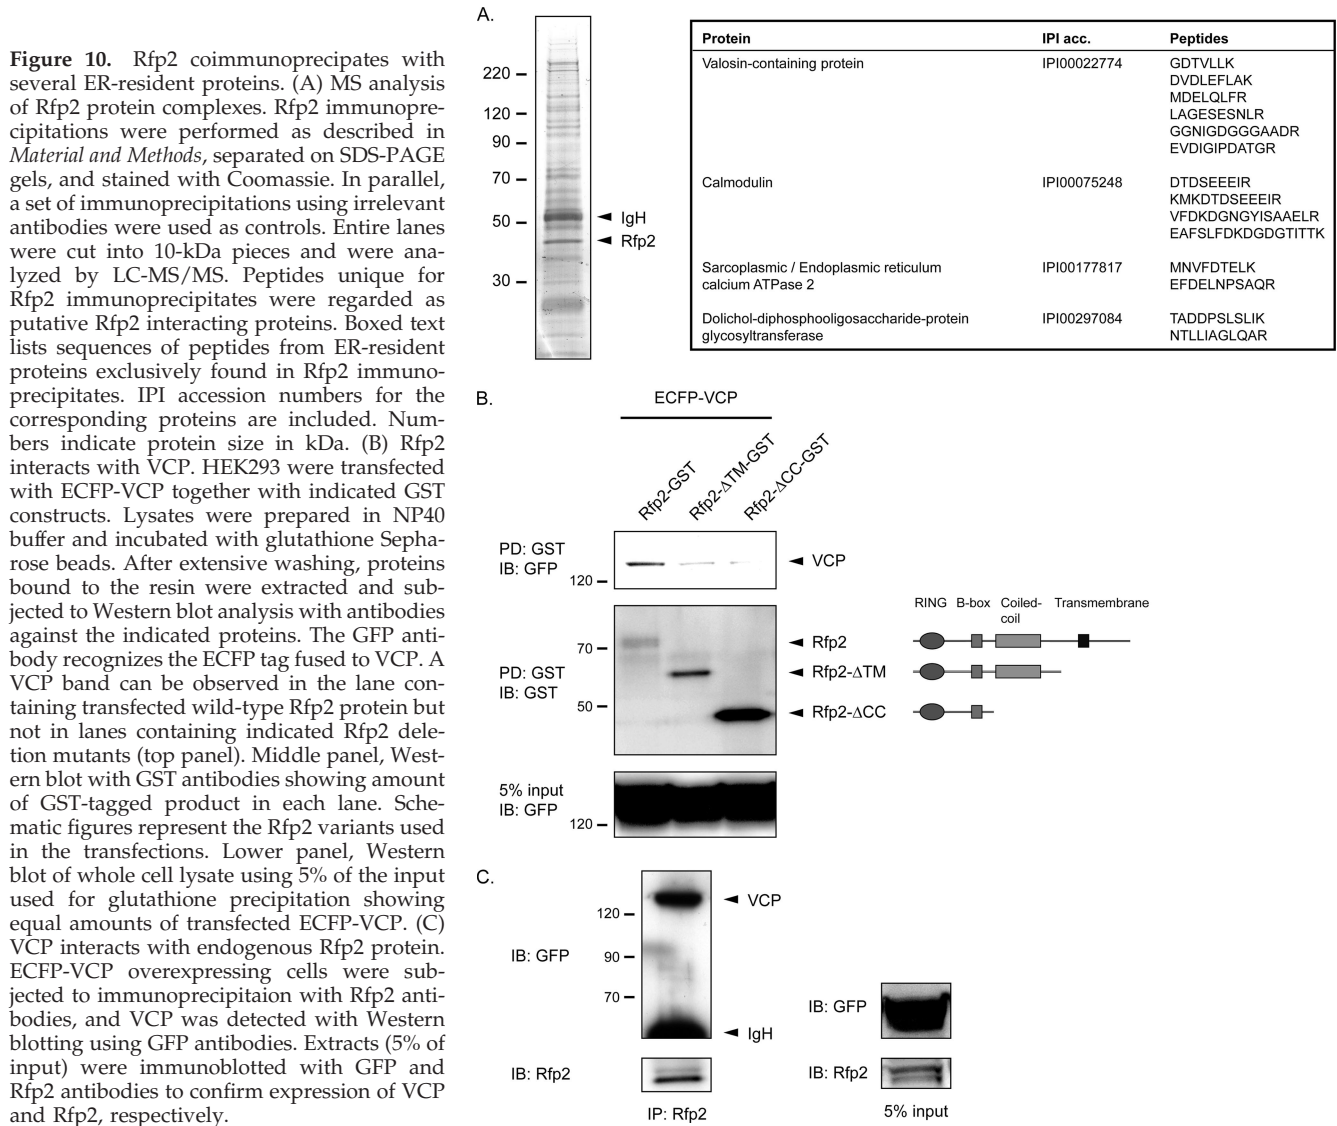 Figure 10. Rfp2 coimmunoprecipates with
several ER-resident proteins. (A) MS analysis
of Rfp2 protein complexes. Rfp2 immunopre-
cipitations were performed as described in
Material and Methods, separated on SDS-PAGE
gels, and stained with Coomassie. In parallel,
a set of immunoprecipitations using irrelevant
antibodies were used as controls. Entire lanes
were cut into 10-kDa pieces and were ana-
lyzed by LC-MS/MS. Peptides unique for
Rfp2 immunoprecipitates were regarded as
putative Rfp2 interacting proteins. Boxed text
lists sequences of peptides from ER-resident
proteins exclusively found in Rfp2 immuno-
precipitates. IPI accession numbers for the
corresponding proteins are included. Num-
bers indicate protein size in kDa. (B) Rfp2
interacts with VCP. HEK293 were transfected
with ECFP-VCP together with indicated GST
constructs. Lysates were prepared in NP40
buffer and incubated with glutathione Sepha-
rose beads. After extensive washing, proteins
bound to the resin were extracted and sub-
jected to Western blot analysis with antibodies
against the indicated proteins. The GFP anti-
body recognizes the ECFP tag fused to VCP. A
VCP band can be observed in the lane con-
taining transfected wild-type Rfp2 protein but
not in lanes containing indicated Rfp2 dele-
tion mutants (top panel). Middle panel, West-
ern blot with GST antibodies showing amount
of GST-tagged product in each lane. Sche-
matic figures represent the Rfp2 variants used
in the transfections. Lower panel, Western
blot of whole cell lysate using 5% of the input
used for glutathione precipitation showing
equal amounts of transfected ECFP-VCP. (C)
VCP interacts with endogenous Rfp2 protein.
ECFP-VCP overexpressing cells were sub-
jected to immunoprecipitaion with Rfp2 anti-
bodies, and VCP was detected with Western
blotting using GFP antibodies. Extracts (5% of
input) were immunoblotted with GFP and
Rfp2 antibodies to confirm expression of VCP
and Rfp2, respectively.
A.
220
120
90
70
50
30
IgH
Rfp2
Protein IPI acc. Peptides
Valosin-containing protein IPI00022774 GDTVLLK
DVDLEFLAK
MDELQLFR
LAGESESNLR
GGNIGDGGGAADR
EVDIGIPDATGR
Calmodulin IPI00075248 DTDSEEEIR
KMKDTDSEEEIR
VFDKDGNGYISAAELR
EAFSLFDKDGDGTITTK
Sarcoplasmic / Endoplasmic reticulum IPI00177817 MNVFDTELK
calcium ATPase 2 EFDELNPSAQR
Dolichol-diphosphooligosaccharide-protein IPI00297084 TADDPSLSLIK
glycosyltransferase NTLLIAGLQAR
B.
ECFP-VCP
Rfp2-GST
Rfp2-ΔTM-GST
Rfp2-ΔCC-GST
PD: GST
IB: GFP
120
VCP
PD: GST
IB: GST
70
50
Rfp2
Rfp2-ΔTM
Rfp2-ΔCC
RING B-box Coiled- Transmembrane
coil
5% input
IB: GFP
120
C.
IB: GFP
120
90
70
VCP
IgH
IB: Rfp2
IP: Rfp2
IB: GFP
IB: Rfp2
5% input